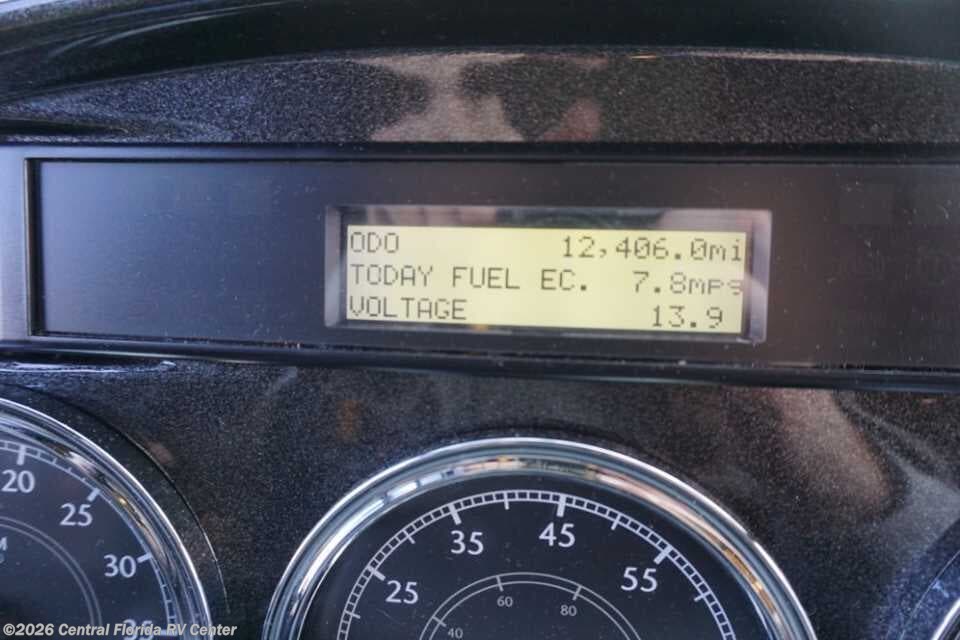 ODO 12,406.0mi
TODAY FUEL EC. 7.8mpg
VOLTAGE 13.9
20
25
30
35
25
35
45
55
40
60
80
©2026 Central Florida RV Center